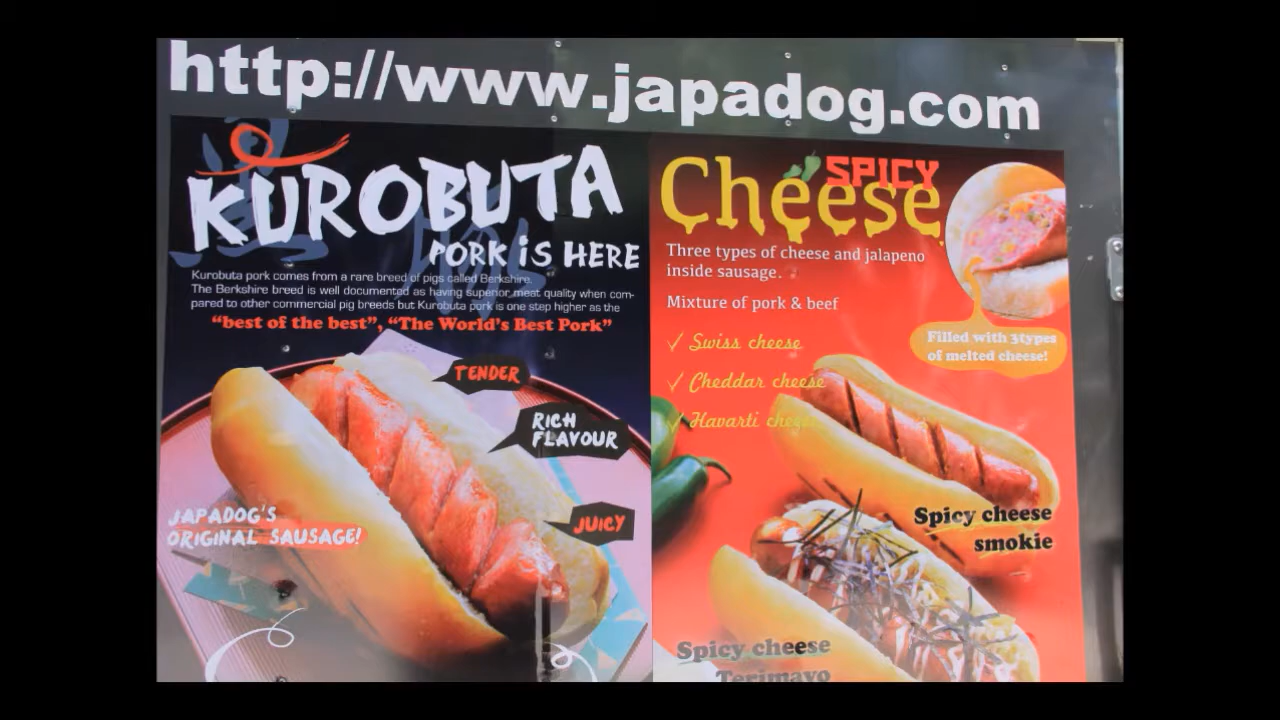 http://www.japadog.com
KUROBUTA
PORK iS HERE
Kurobuta pork comes from a rare breed of pigs called Berkshire.
The Berkshire breed is well documented as having superior meat quality when com-
pared to other commercial pig breeds but Kurobuta pork is one step higher as the
"best of the best", "The World's Best Pork"
TENDER
RICH
FLAVOUR
JUICY
JAPADOG'S
ORIGINAL SAUSAGE!
SPICY
Cheese
Three types of cheese and jalapeno
inside sausage.
Mixture of pork & beef
✓ Swiss cheese
✓ Cheddar cheese
✓ Havarti cheese
Filled with 3types
of melted cheese!
Spicy cheese
smokie
Spicy cheese
Terimayo